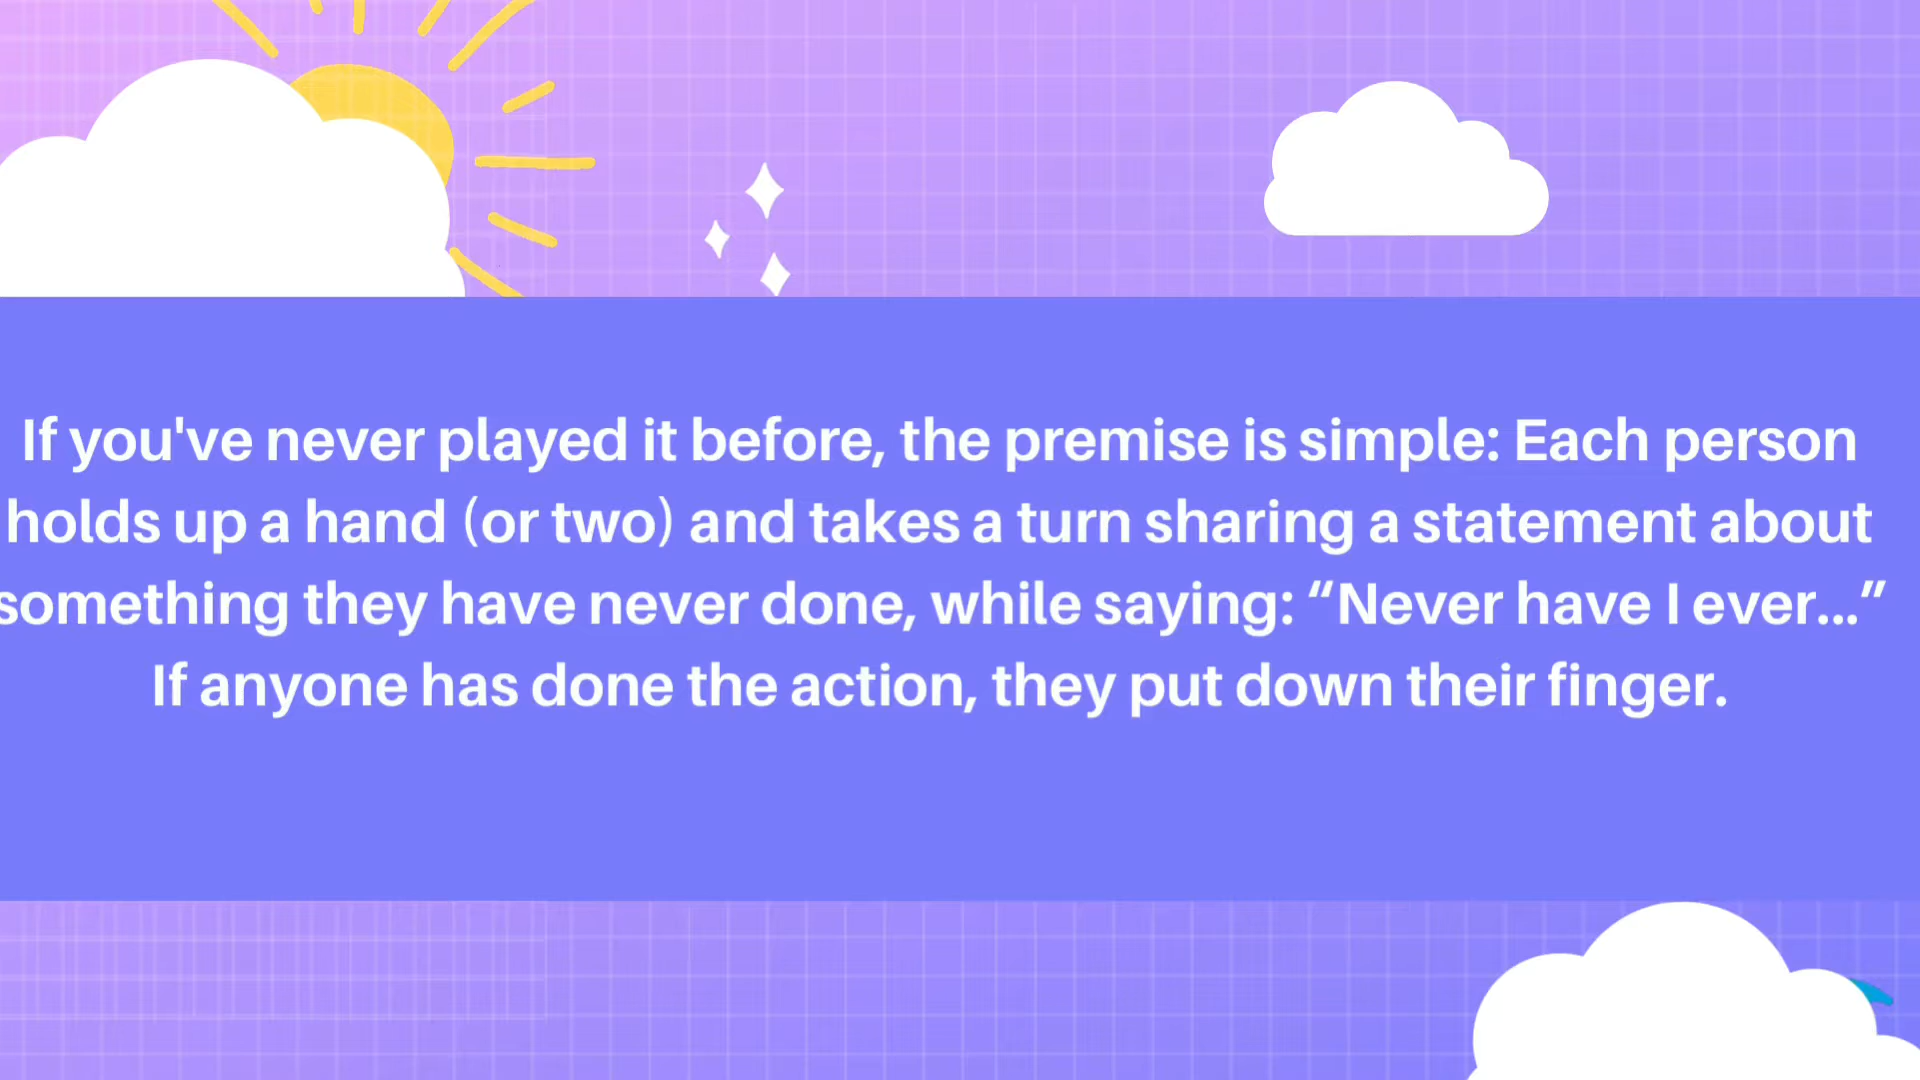 If you've never played it before, the premise is simple: Each person
holds up a hand (or two) and takes a turn sharing a statement about
something they have never done, while saying: “Never have I ever...”
If anyone has done the action, they put down their finger.